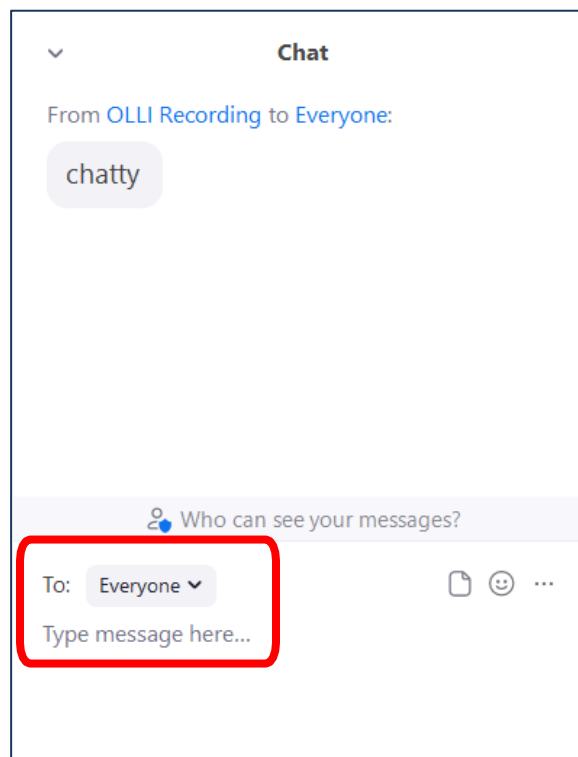 Chat
From OLLI Recording to Everyone:
chatty
Who can see your messages?
To: Everyone
Type message here...